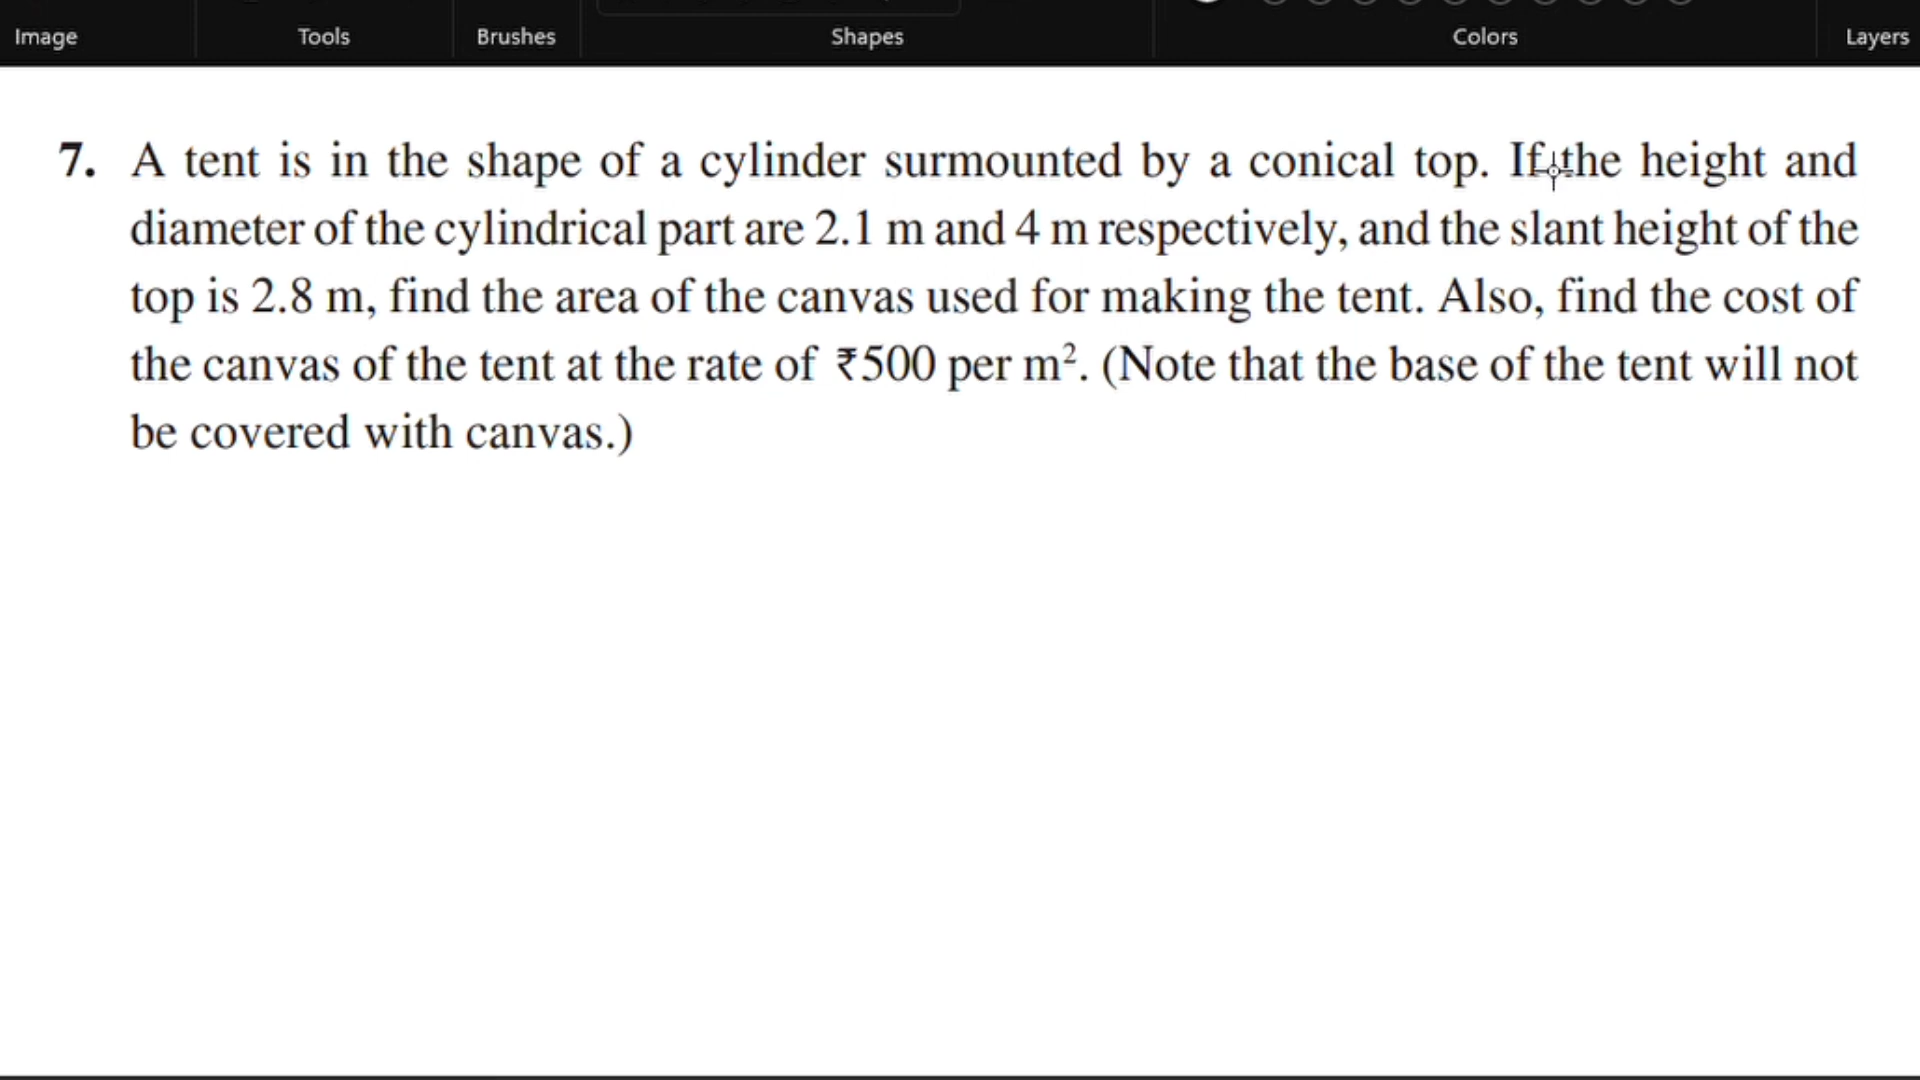 Image Tools Brushes Shapes Colors Layers
7. A tent is in the shape of a cylinder surmounted by a conical top. If the height and
diameter of the cylindrical part are 2.1 m and 4 m respectively, and the slant height of the
top is 2.8 m, find the area of the canvas used for making the tent. Also, find the cost of
the canvas of the tent at the rate of ₹500 per m². (Note that the base of the tent will not
be covered with canvas.)